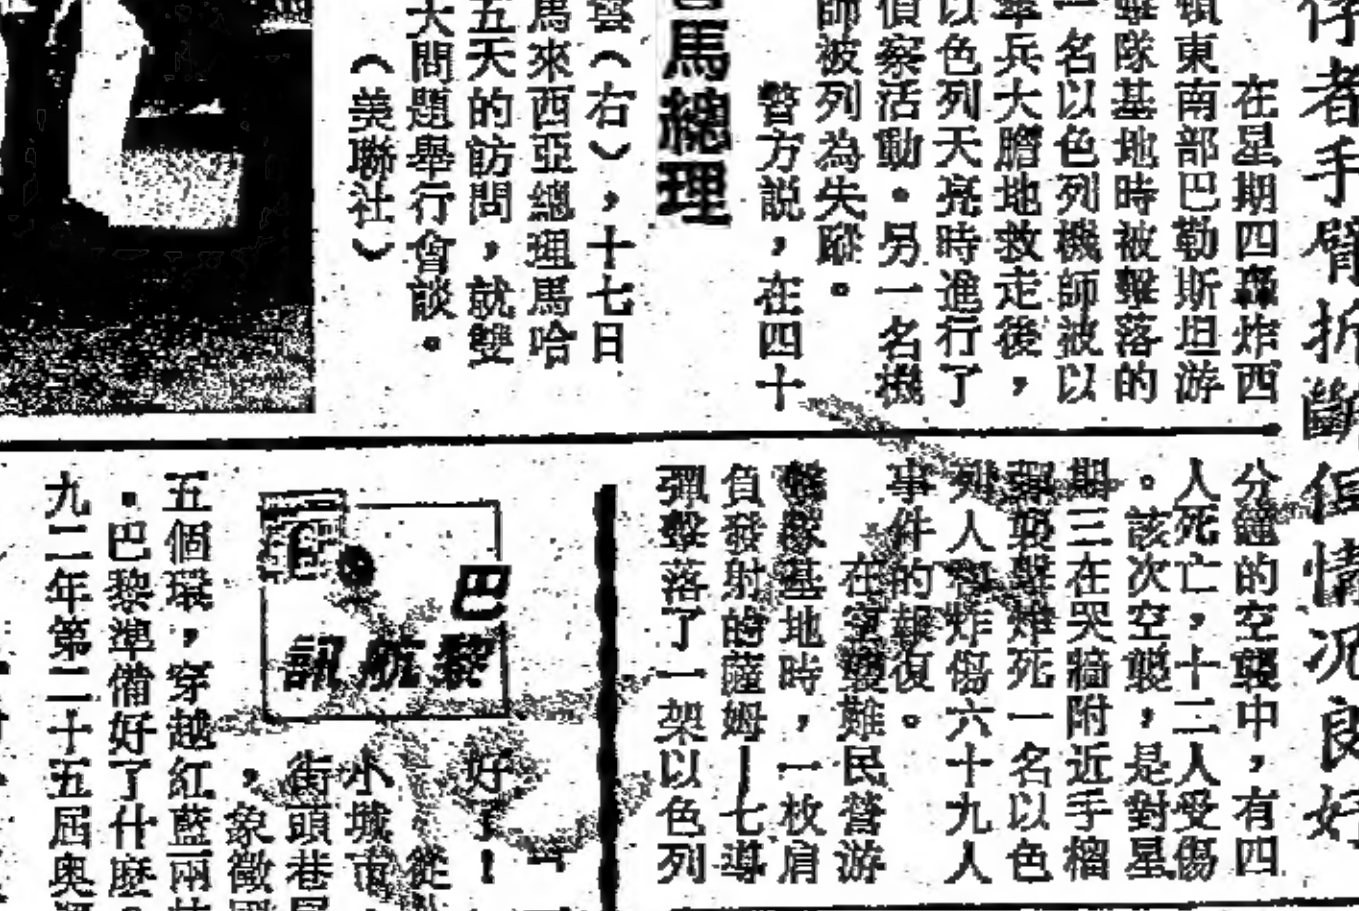 俘者手臂折斷但情況良好
在星期四轟炸西
頓東南部巴勒斯坦游
擊隊基地時被擊落的
一名以色列機師被以
軍兵大膽地救走後，
以色列天亮時進行了
偵察活動。另一名機
師被列為失蹤。
警方説，在四十
分鐘的空襲中，有四
人死亡，十二人受傷
。該次空襲，是對星
期三在哭牆附近手榴
彈襲擊炸死一名以色
列人和炸傷六十九人
事件的報復。
在空襲難民營游
擊隊基地時，一枚肩
負發射的薩姆—七導
彈擊落了一架以色列
馬總理
（右），十七日
馬來西亞總理馬哈
五天的訪問，就雙
大問題舉行會談。
（美聯社）
巴黎航訊
好了！
從
小城市
街頭巷
，象徵
五個環，穿越紅藍兩
。巴黎準備好了什麽
九二年第二十五屆奧